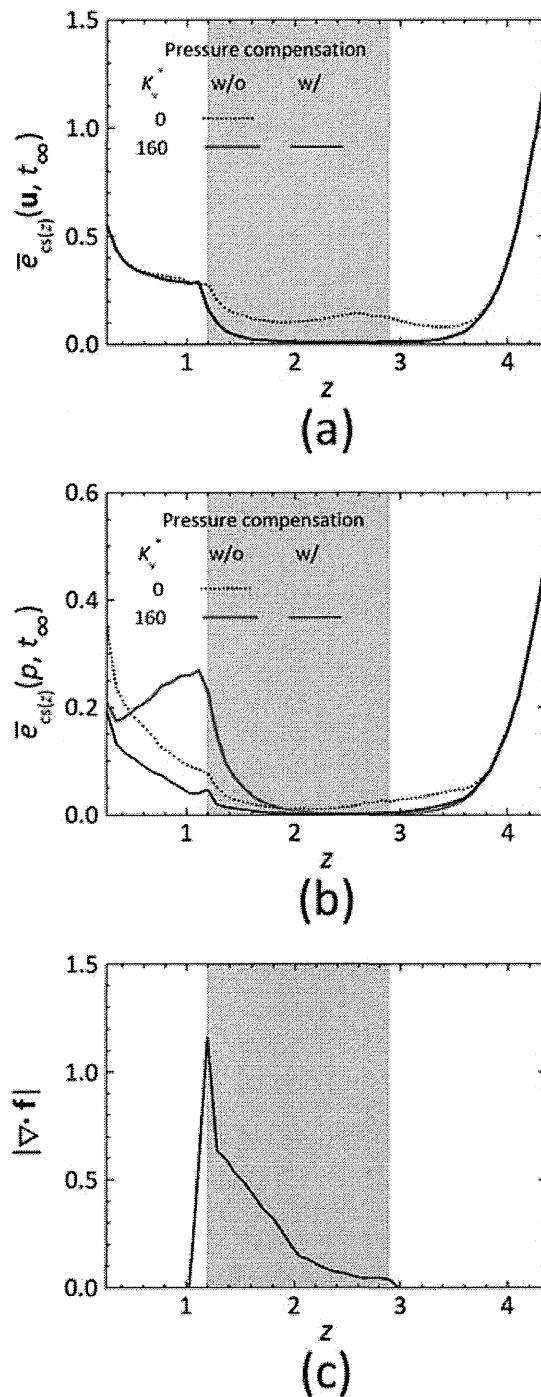 1.5
Pressure compensation
K_v^* w/o w/
0
160
1.0
0.5
0.0
ē_cs(z)(u, t_∞)
1 2 3 4
z
(a)
0.6
Pressure compensation
K_v^* w/o w/
0
160
0.4
0.2
0.0
ē_cs(z)(p, t_∞)
1 2 3 4
z
(b)
1.5
1.0
0.5
0.0
|∇·f|
1 2 3 4
z
(c)